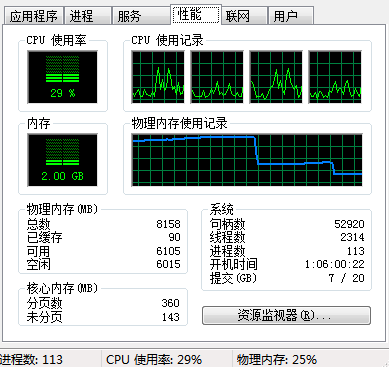 应用程序 进程 服务 性能 联网 用户
CPU 使用率 CPU 使用记录
29 %
内存 物理内存使用记录
2.00 GB
物理内存(MB)
总数 8158
已缓存 90
可用 6105
空闲 6015
系统
句柄数 52920
线程数 2314
进程数 113
开机时间 1:06:00:22
提交(GB) 7 / 20
核心内存(MB)
分页数 360
未分页 143
资源监视器(R)...
进程数: 113 CPU 使用率: 29% 物理内存: 25%